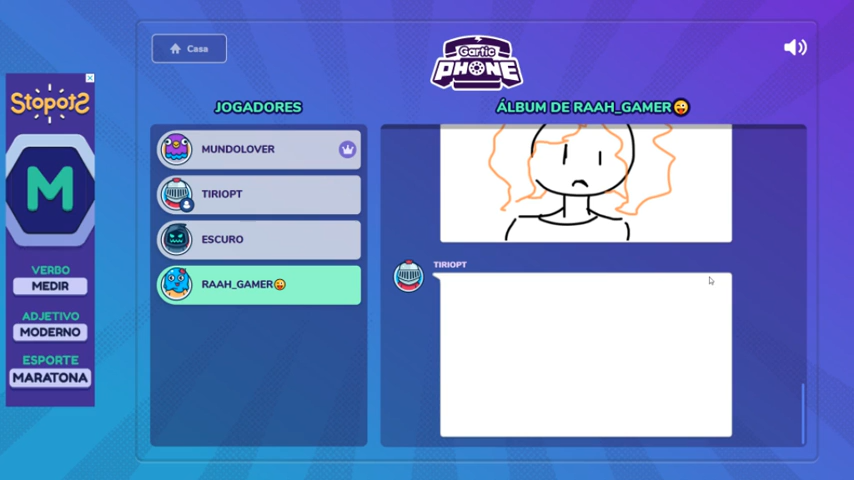 Casa
Gartic
PHONE
StopotS
M
VERBO
MEDIR
ADJETIVO
MODERNO
ESPORTE
MARATONA
JOGADORES
MUNDOLOVER
TIRIOPT
ESCURO
RAAH_GAMER😜
ÁLBUM DE RAAH_GAMER😜
TIRIOPT